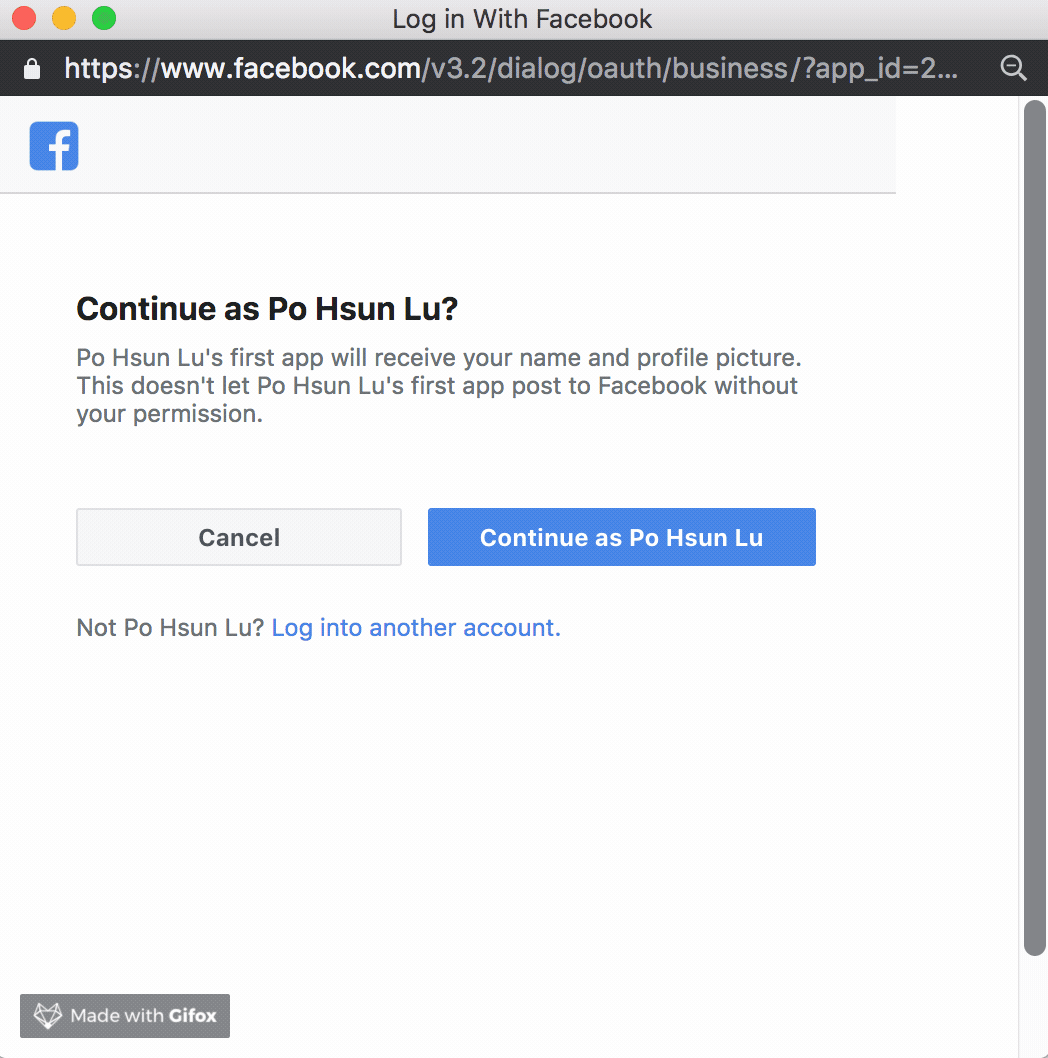 Log in With Facebook
https://www.facebook.com/v3.2/dialog/oauth/business/?app_id=2...
Continue as Po Hsun Lu?
Po Hsun Lu's first app will receive your name and profile picture.
This doesn't let Po Hsun Lu's first app post to Facebook without
your permission.
Cancel
Continue as Po Hsun Lu
Not Po Hsun Lu? Log into another account.
Made with Gifox